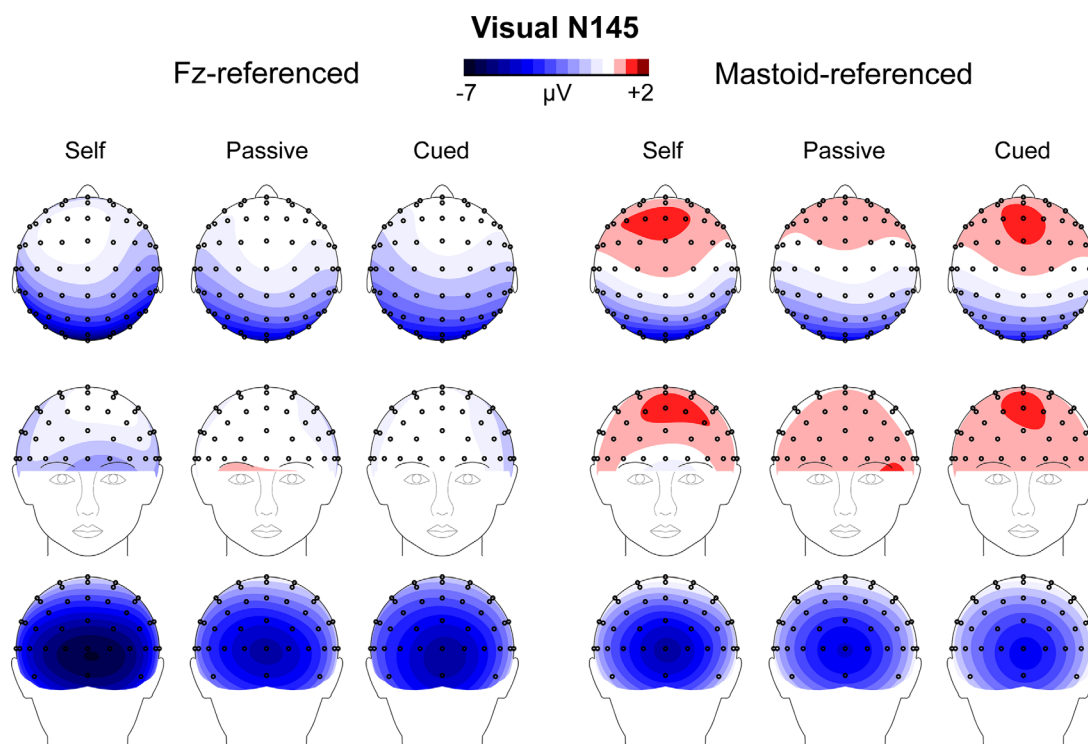 Visual N145
Fz-referenced
Mastoid-referenced
-7
µV
+2
Self
Passive
Cued
Self
Passive
Cued